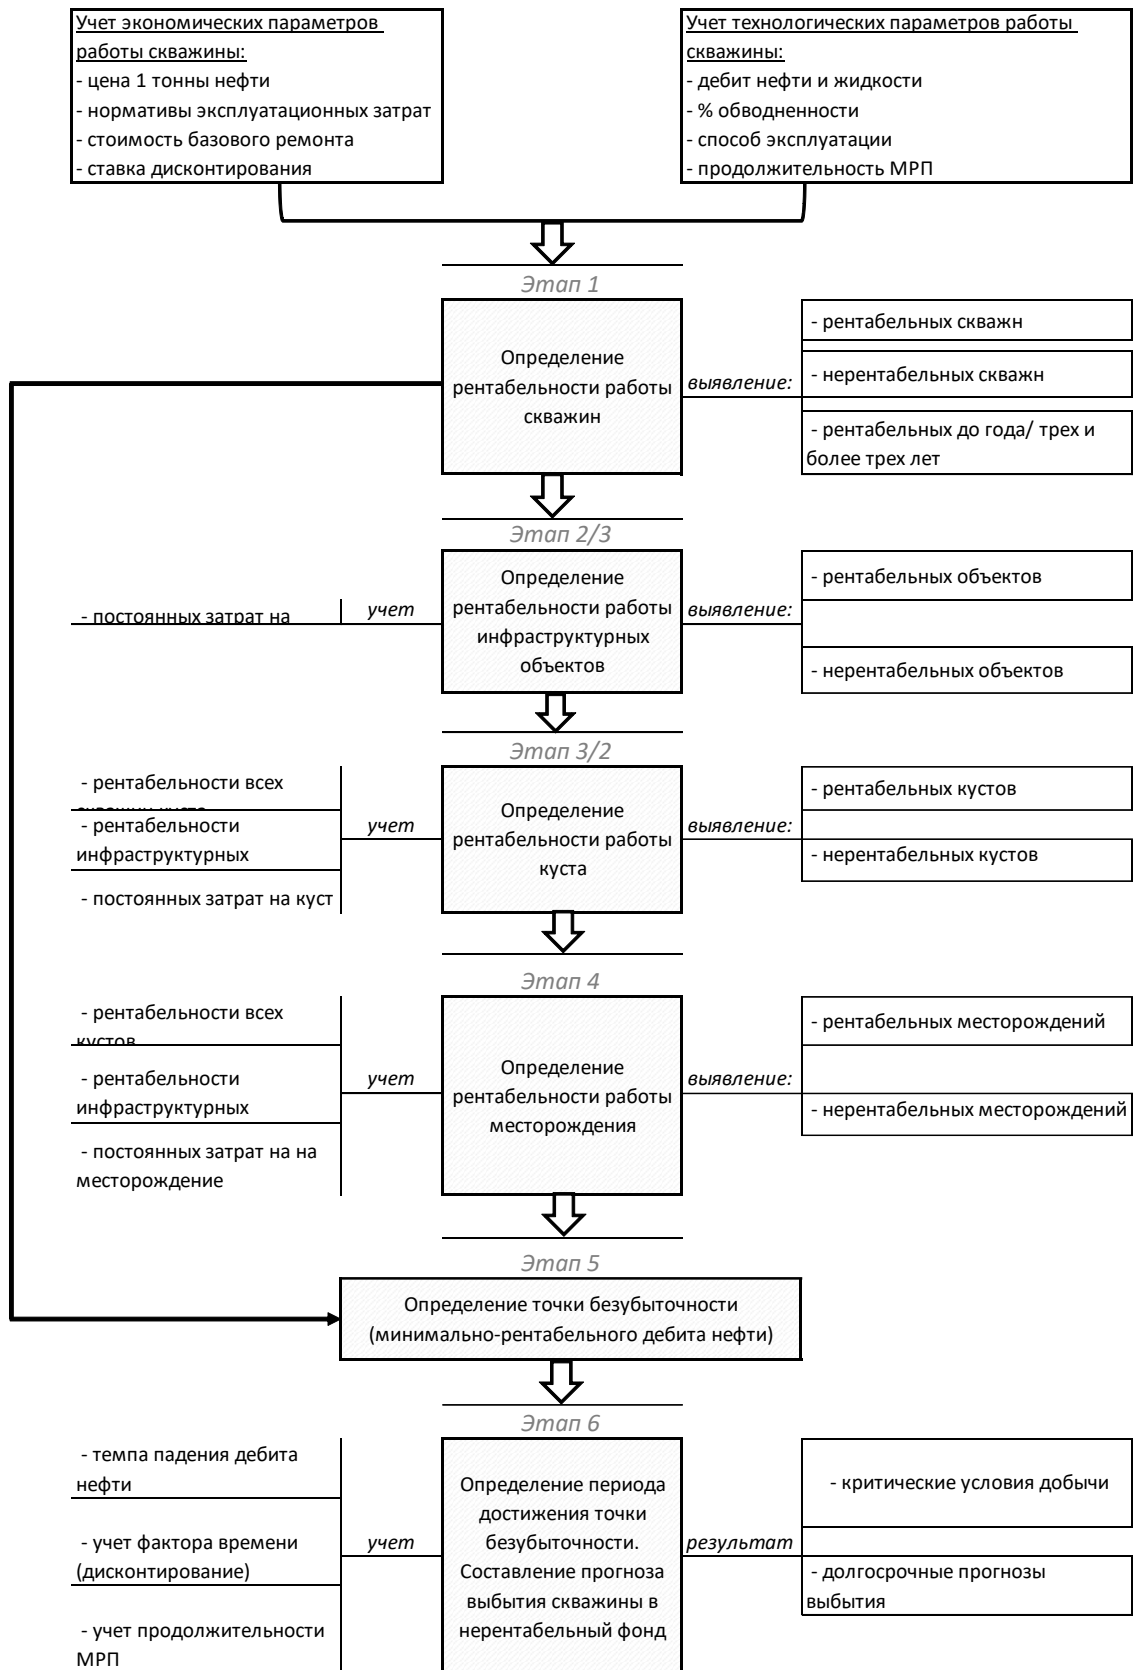 Учет экономических параметров
работы скважины:
- цена 1 тонны нефти
- нормативы эксплуатационных затрат
- стоимость базового ремонта
- ставка дисконтирования
Учет технологических параметров работы
скважины:
- дебит нефти и жидкости
- % обводненности
- способ эксплуатации
- продолжительность МРП
Этап 1
Определение
рентабельности работы
скважин
выявление:
- рентабельных скважн
- нерентабельных скважн
- рентабельных до года/ трех и
более трех лет
Этап 2/3
- постоянных затрат на
учет
Определение
рентабельности работы
инфраструктурных
объектов
выявление:
- рентабельных объектов
- нерентабельных объектов
Этап 3/2
- рентабельности всех
скважин куста
- рентабельности
инфраструктурных
- постоянных затрат на куст
учет
Определение
рентабельности работы
куста
выявление:
- рентабельных кустов
- нерентабельных кустов
Этап 4
- рентабельности всех
кустов
- рентабельности
инфраструктурных
- постоянных затрат на на
месторождение
учет
Определение
рентабельности работы
месторождения
выявление:
- рентабельных месторождений
- нерентабельных месторождений
Этап 5
Определение точки безубыточности
(минимально-рентабельного дебита нефти)
Этап 6
- темпа падения дебита
нефти
- учет фактора времени
(дисконтирование)
- учет продолжительности
МРП
учет
Определение периода
достижения точки
безубыточности.
Составление прогноза
выбытия скважины в
нерентабельный фонд
результат
- критические условия добычи
- долгосрочные прогнозы
выбытия